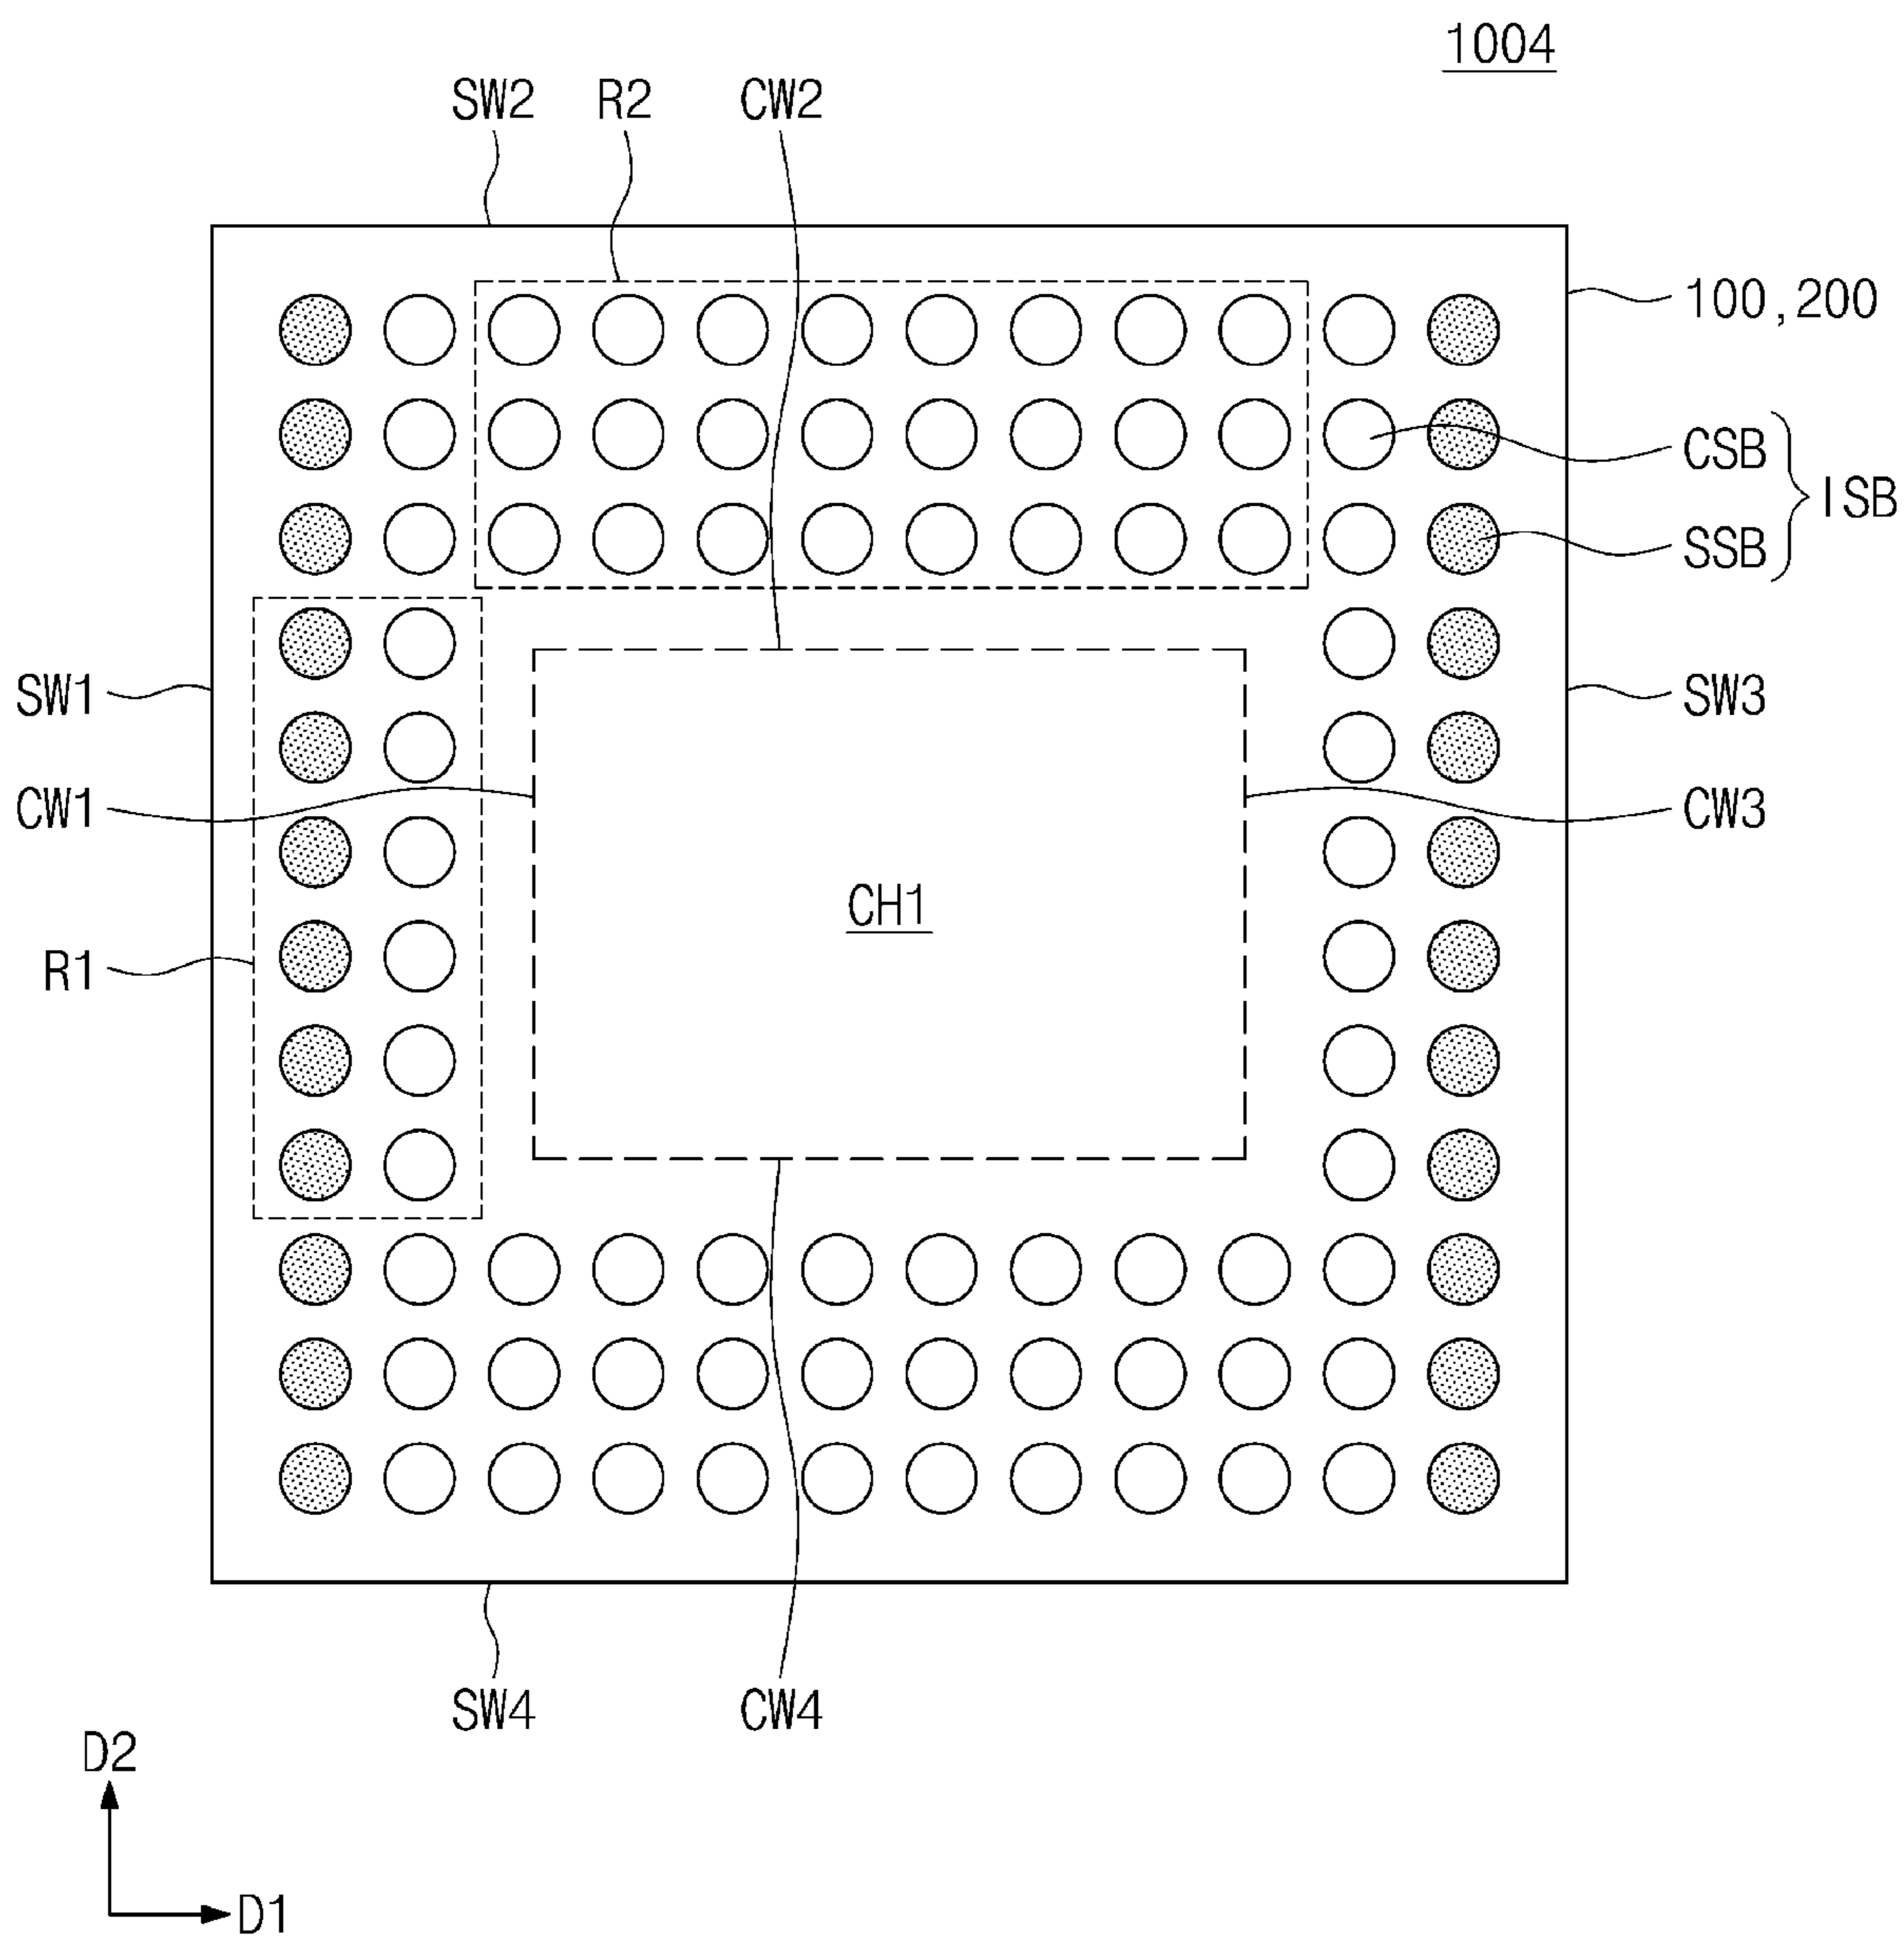 1004
SW2 R2 CW2
100,200
CSB
ISB
SSB
SW1
SW3
CW1
CW3
CH1
R1
SW4 CW4
D2
D1